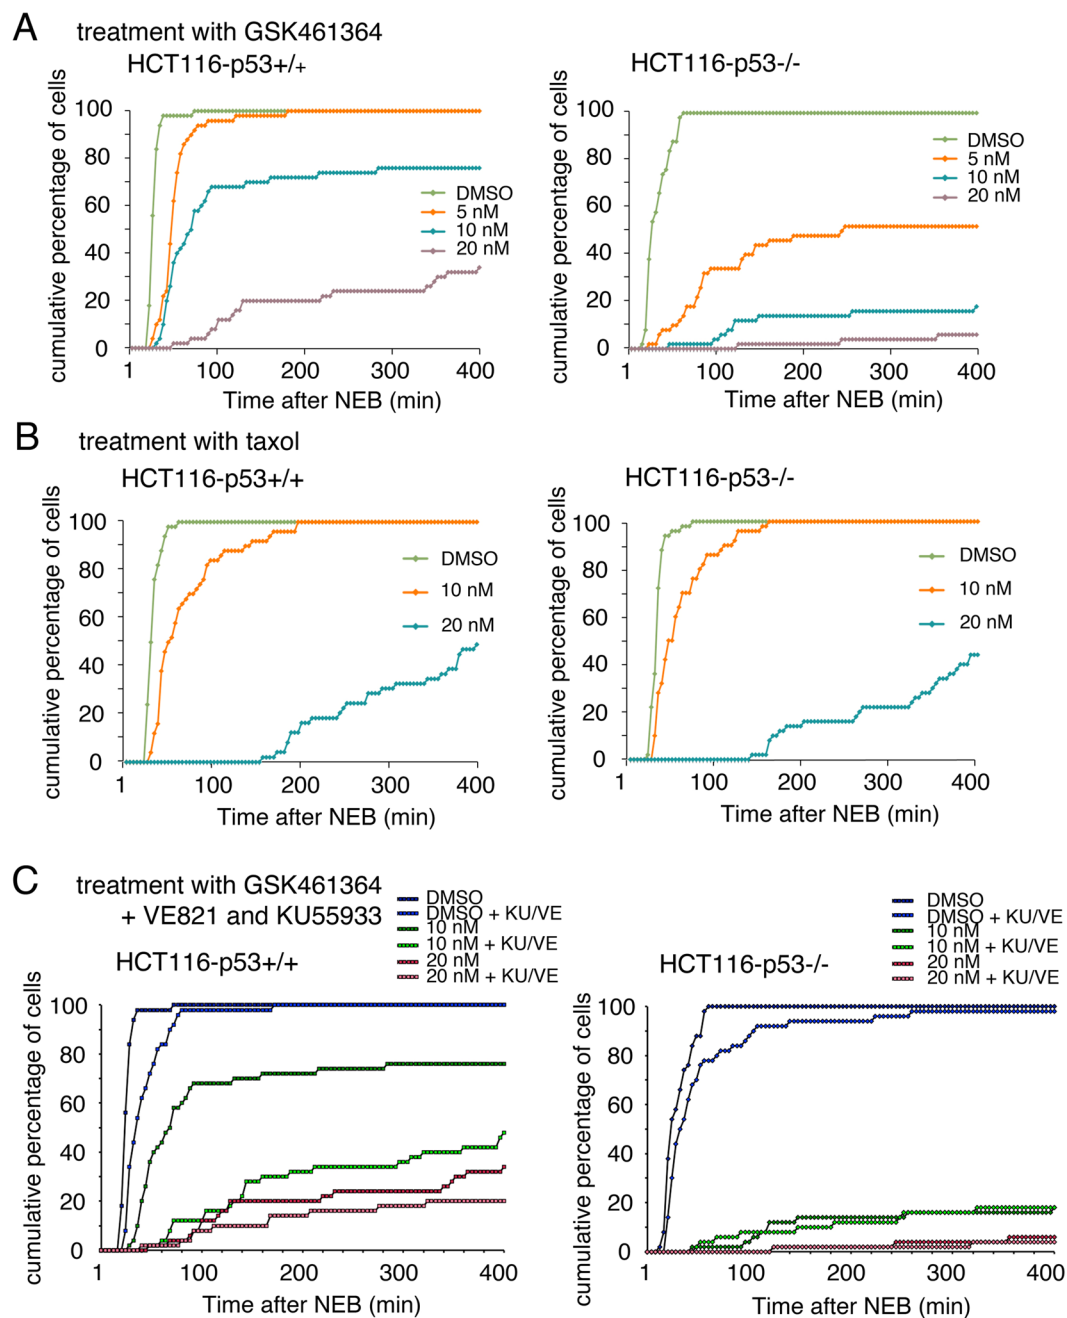 A
treatment with GSK461364
HCT116-p53+/+
cumulative percentage of cells
100
80
60
40
20
0
1
100
200
300
400
Time after NEB (min)
DMSO
5 nM
10 nM
20 nM
HCT116-p53-/-
cumulative percentage of cells
100
80
60
40
20
0
1
100
200
300
400
Time after NEB (min)
DMSO
5 nM
10 nM
20 nM
B
treatment with taxol
HCT116-p53+/+
cumulative percentage of cells
100
80
60
40
20
0
1
100
200
300
400
Time after NEB (min)
DMSO
10 nM
20 nM
HCT116-p53-/-
cumulative percentage of cells
100
80
60
40
20
0
1
100
200
300
400
Time after NEB (min)
DMSO
10 nM
20 nM
C
treatment with GSK461364
+ VE821 and KU55933
HCT116-p53+/+
DMSO
DMSO + KU/VE
10 nM
10 nM + KU/VE
20 nM
20 nM + KU/VE
cumulative percentage of cells
100
80
60
40
20
0
1
100
200
300
400
Time after NEB (min)
HCT116-p53-/-
DMSO
DMSO + KU/VE
10 nM
10 nM + KU/VE
20 nM
20 nM + KU/VE
cumulative percentage of cells
100
80
60
40
20
0
1
100
200
300
400
Time after NEB (min)